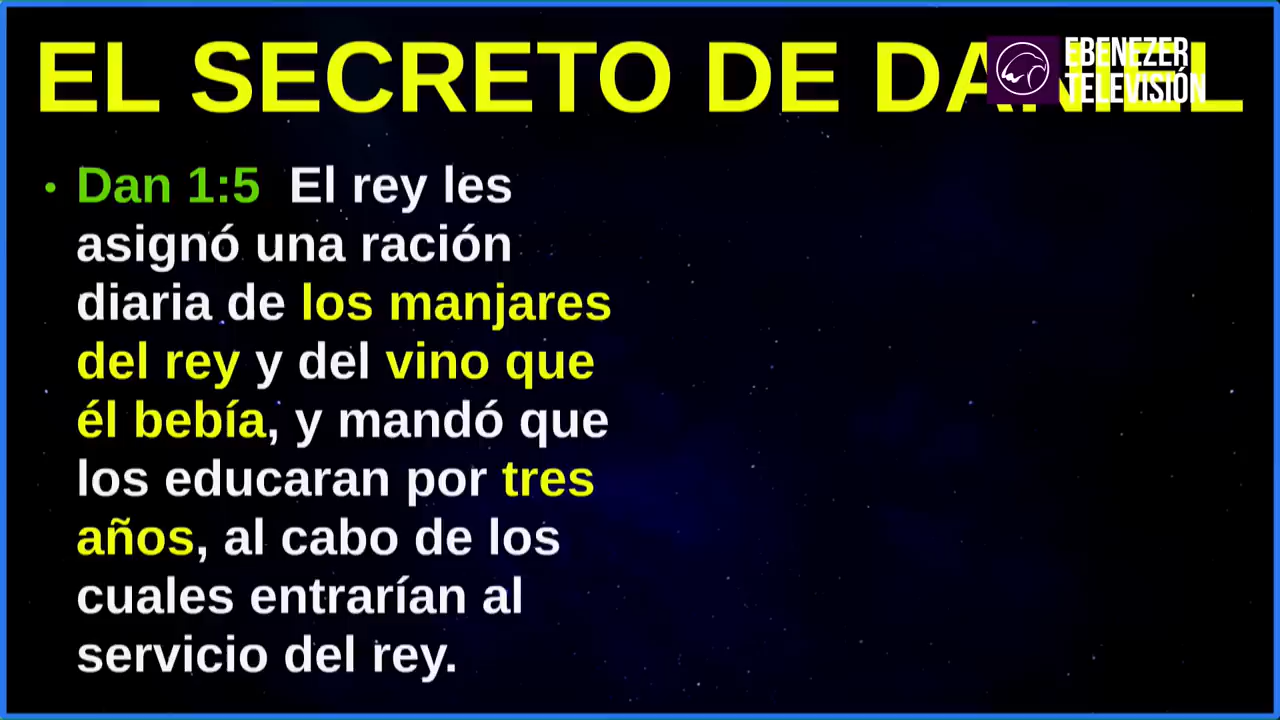 EL SECRETO DE DANIEL
EBENEZER
TELEVISIÓN
• Dan 1:5 El rey les
asignó una ración
diaria de los manjares
del rey y del vino que
él bebía, y mandó que
los educaran por tres
años, al cabo de los
cuales entrarían al
servicio del rey.